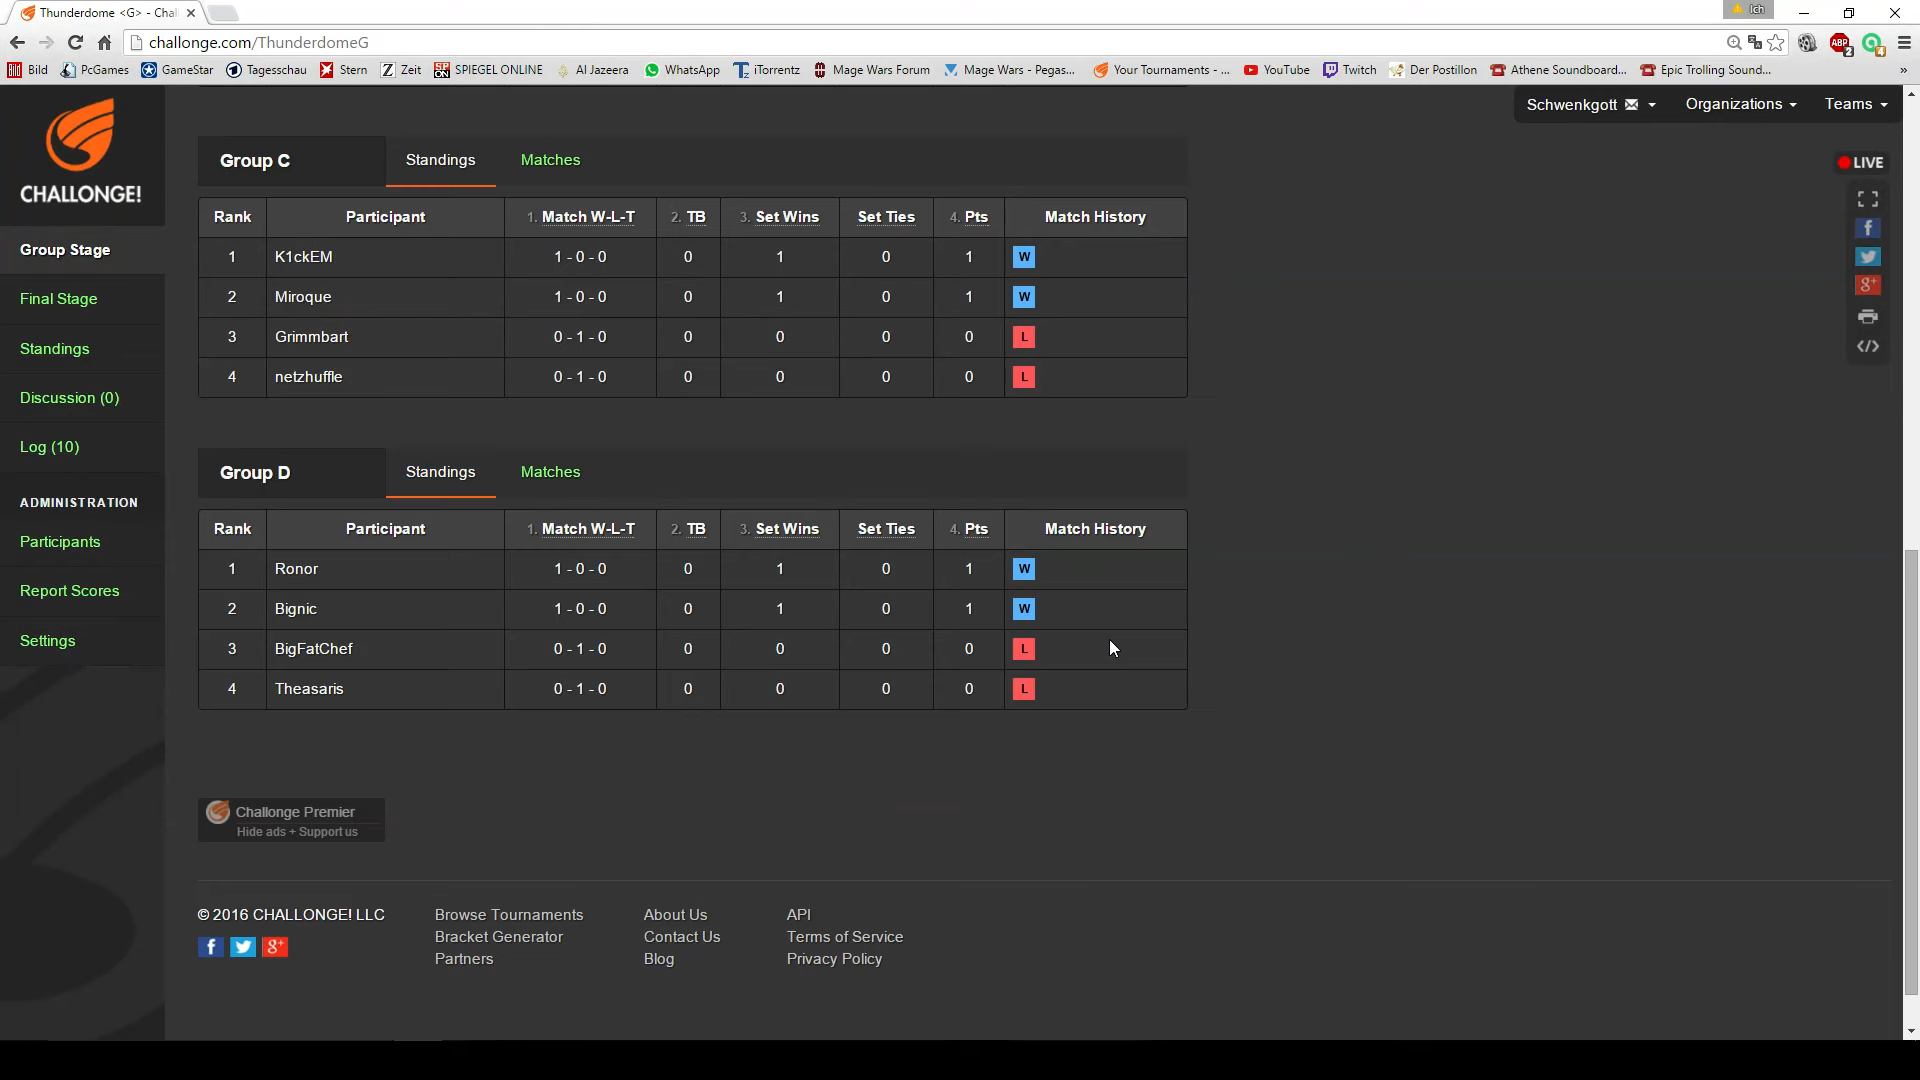 Thunderdome <G> - Chal
Ich
challonge.com/ThunderdomeG
ABP 2 4
Bild PcGames GameStar Tagesschau Stern Zeit SPIEGEL ONLINE Al Jazeera WhatsApp iTorrentz Mage Wars Forum Mage Wars - Pegas... Your Tournaments - ... YouTube Twitch Der Postillon Athene Soundboard... Epic Trolling Sound... »
Schwenkgott Organizations Teams
CHALLONGE!
LIVE
Group Stage
Final Stage
Standings
Discussion (0)
Log (10)
ADMINISTRATION
Participants
Report Scores
Settings
Group C Standings Matches
Rank Participant 1. Match W-L-T 2. TB 3. Set Wins Set Ties 4. Pts Match History
1 K1ckEM 1 - 0 - 0 0 1 0 1 W
2 Miroque 1 - 0 - 0 0 1 0 1 W
3 Grimmbart 0 - 1 - 0 0 0 0 0 L
4 netzhuffle 0 - 1 - 0 0 0 0 0 L
Group D Standings Matches
Rank Participant 1. Match W-L-T 2. TB 3. Set Wins Set Ties 4. Pts Match History
1 Ronor 1 - 0 - 0 0 1 0 1 W
2 Bignic 1 - 0 - 0 0 1 0 1 W
3 BigFatChef 0 - 1 - 0 0 0 0 0 L
4 Theasaris 0 - 1 - 0 0 0 0 0 L
Challonge Premier
Hide ads + Support us
© 2016 CHALLONGE! LLC Browse Tournaments About Us API
Bracket Generator Contact Us Terms of Service
Partners Blog Privacy Policy